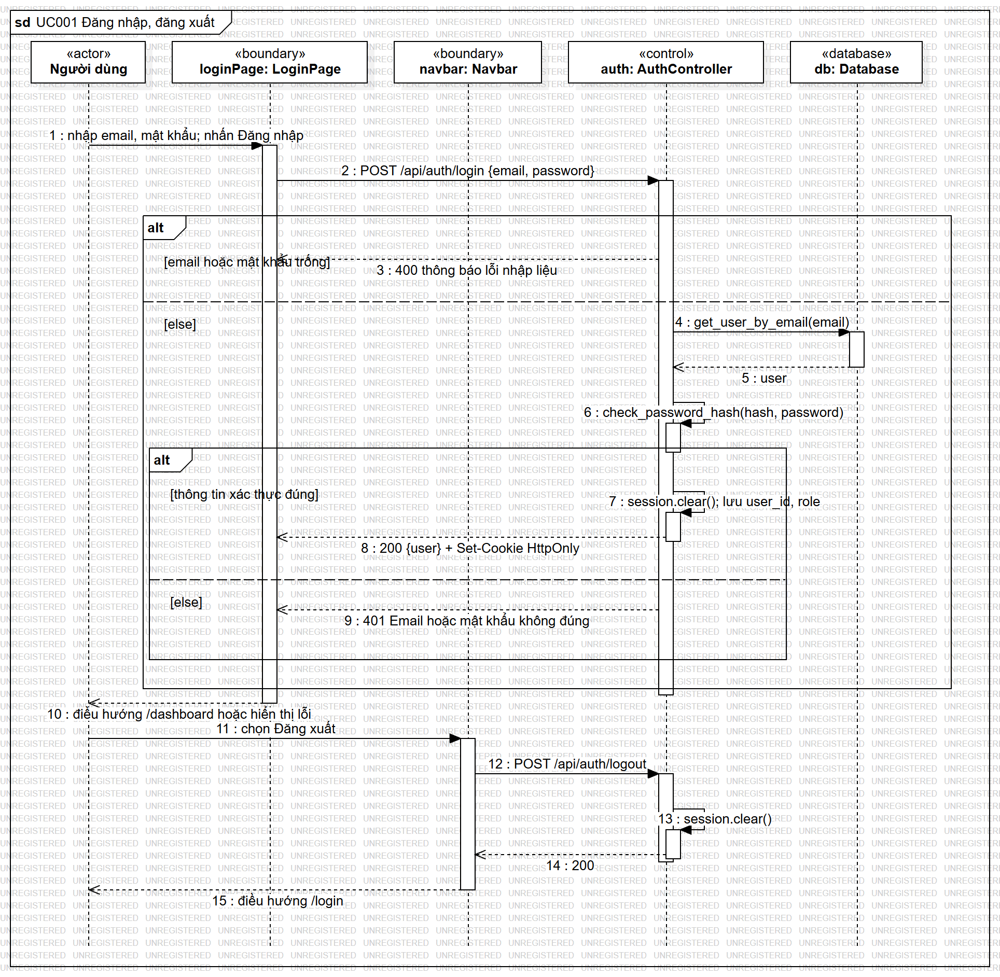 sd UC001 Đăng nhập, đăng xuất
«actor»
Người dùng
«boundary»
loginPage: LoginPage
«boundary»
navbar: Navbar
«control»
auth: AuthController
«database»
db: Database
1 : nhập email, mật khẩu; nhấn Đăng nhập
2 : POST /api/auth/login {email, password}
alt
[email hoặc mật khẩu trống]
3 : 400 thông báo lỗi nhập liệu
[else]
4 : get_user_by_email(email)
5 : user
6 : check_password_hash(hash, password)
alt
[thông tin xác thực đúng]
7 : session.clear(); lưu user_id, role
8 : 200 {user} + Set-Cookie HttpOnly
[else]
9 : 401 Email hoặc mật khẩu không đúng
10 : điều hướng /dashboard hoặc hiển thị lỗi
11 : chọn Đăng xuất
12 : POST /api/auth/logout
13 : session.clear()
14 : 200
15 : điều hướng /login
UNREGISTERED